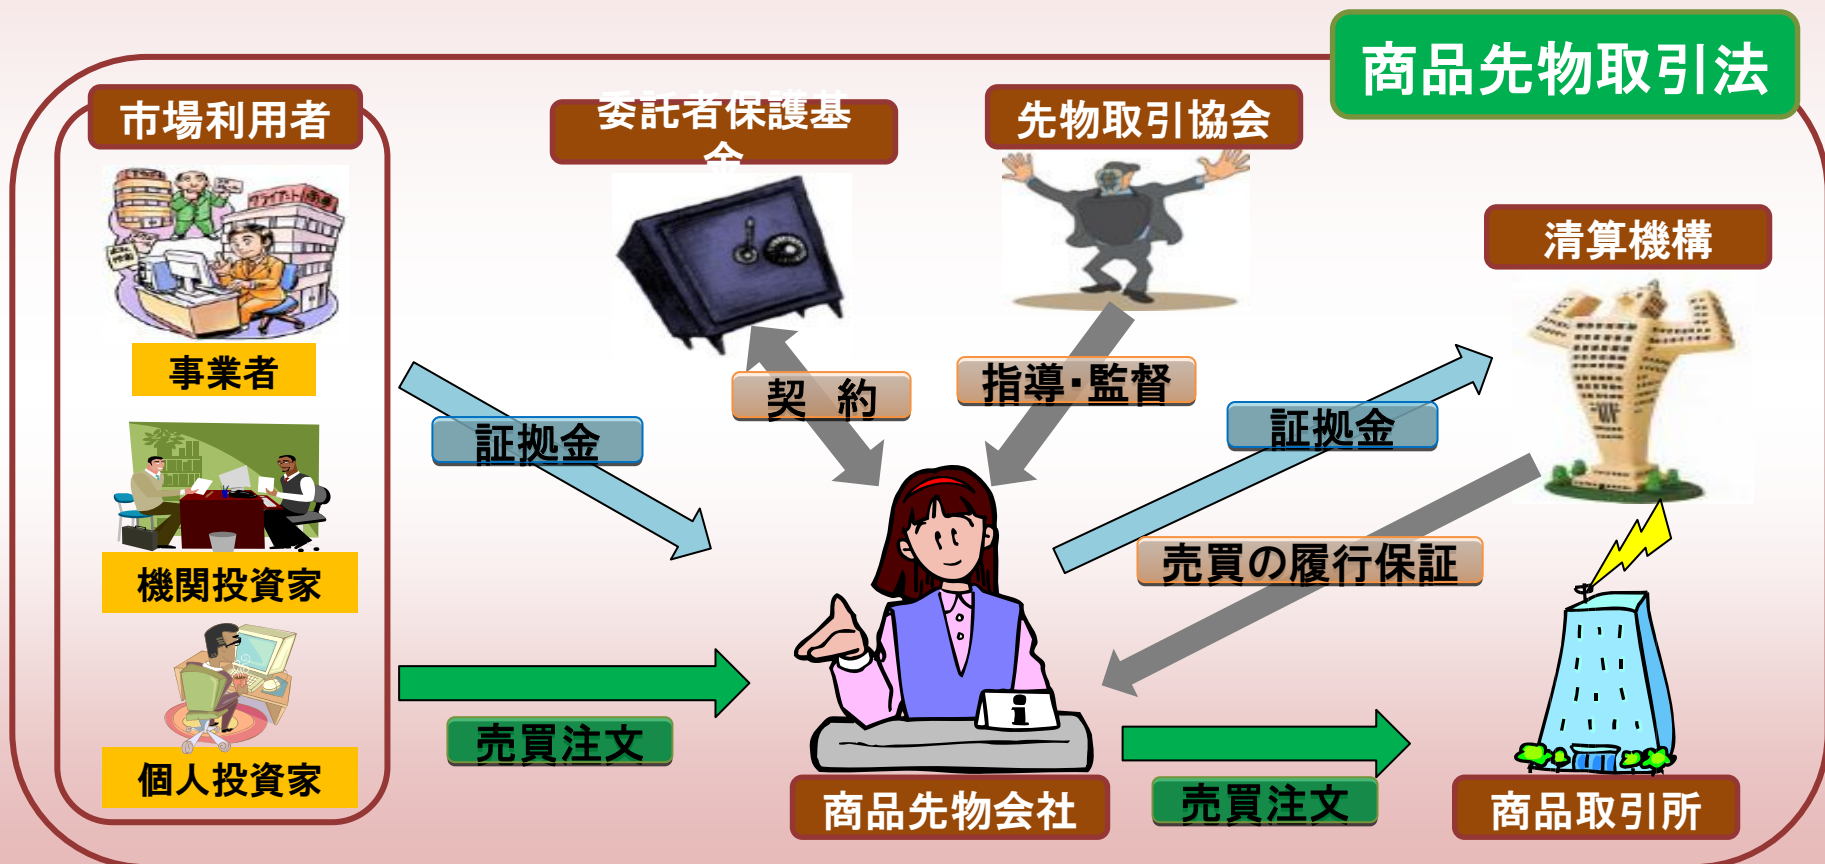 商品先物取引法
市場利用者
委託者保護基
金
先物取引協会
清算機構
事業者
契 約
指導・監督
証拠金
証拠金
売買の履行保証
機関投資家
売買注文
個人投資家
i
商品先物会社
売買注文
商品取引所